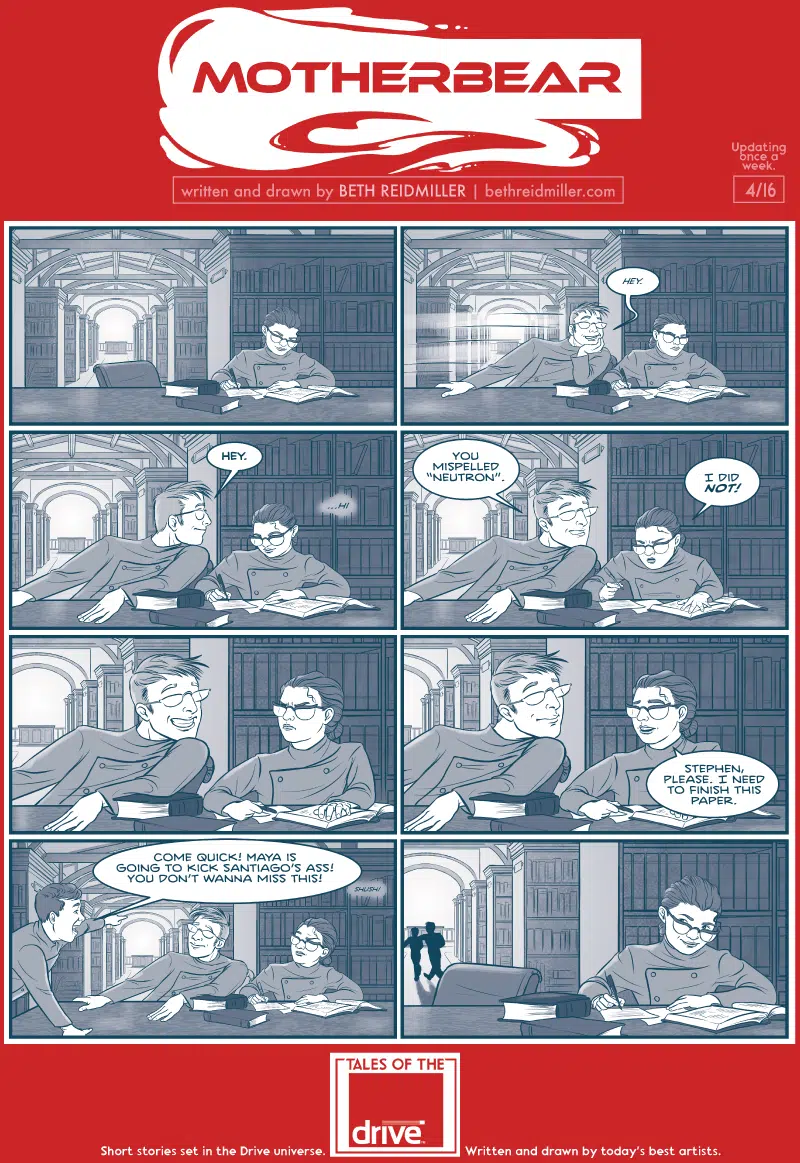 MOTHERBEAR
Updating
once a
week.
written and drawn by BETH REIDMILLER | bethreidmiller.com
4/16
HEY.
HEY.
...HI
YOU
MISPELLED
“NEUTRON”.
I DID
NOT!
STEPHEN,
PLEASE. I NEED
TO FINISH THIS
PAPER.
COME QUICK! MAYA IS
GOING TO KICK SANTIAGO’S ASS!
YOU DON’T WANNA MISS THIS!
SHUSH!
TALES OF THE
drive™
Short stories set in the Drive universe.
Written and drawn by today’s best artists.